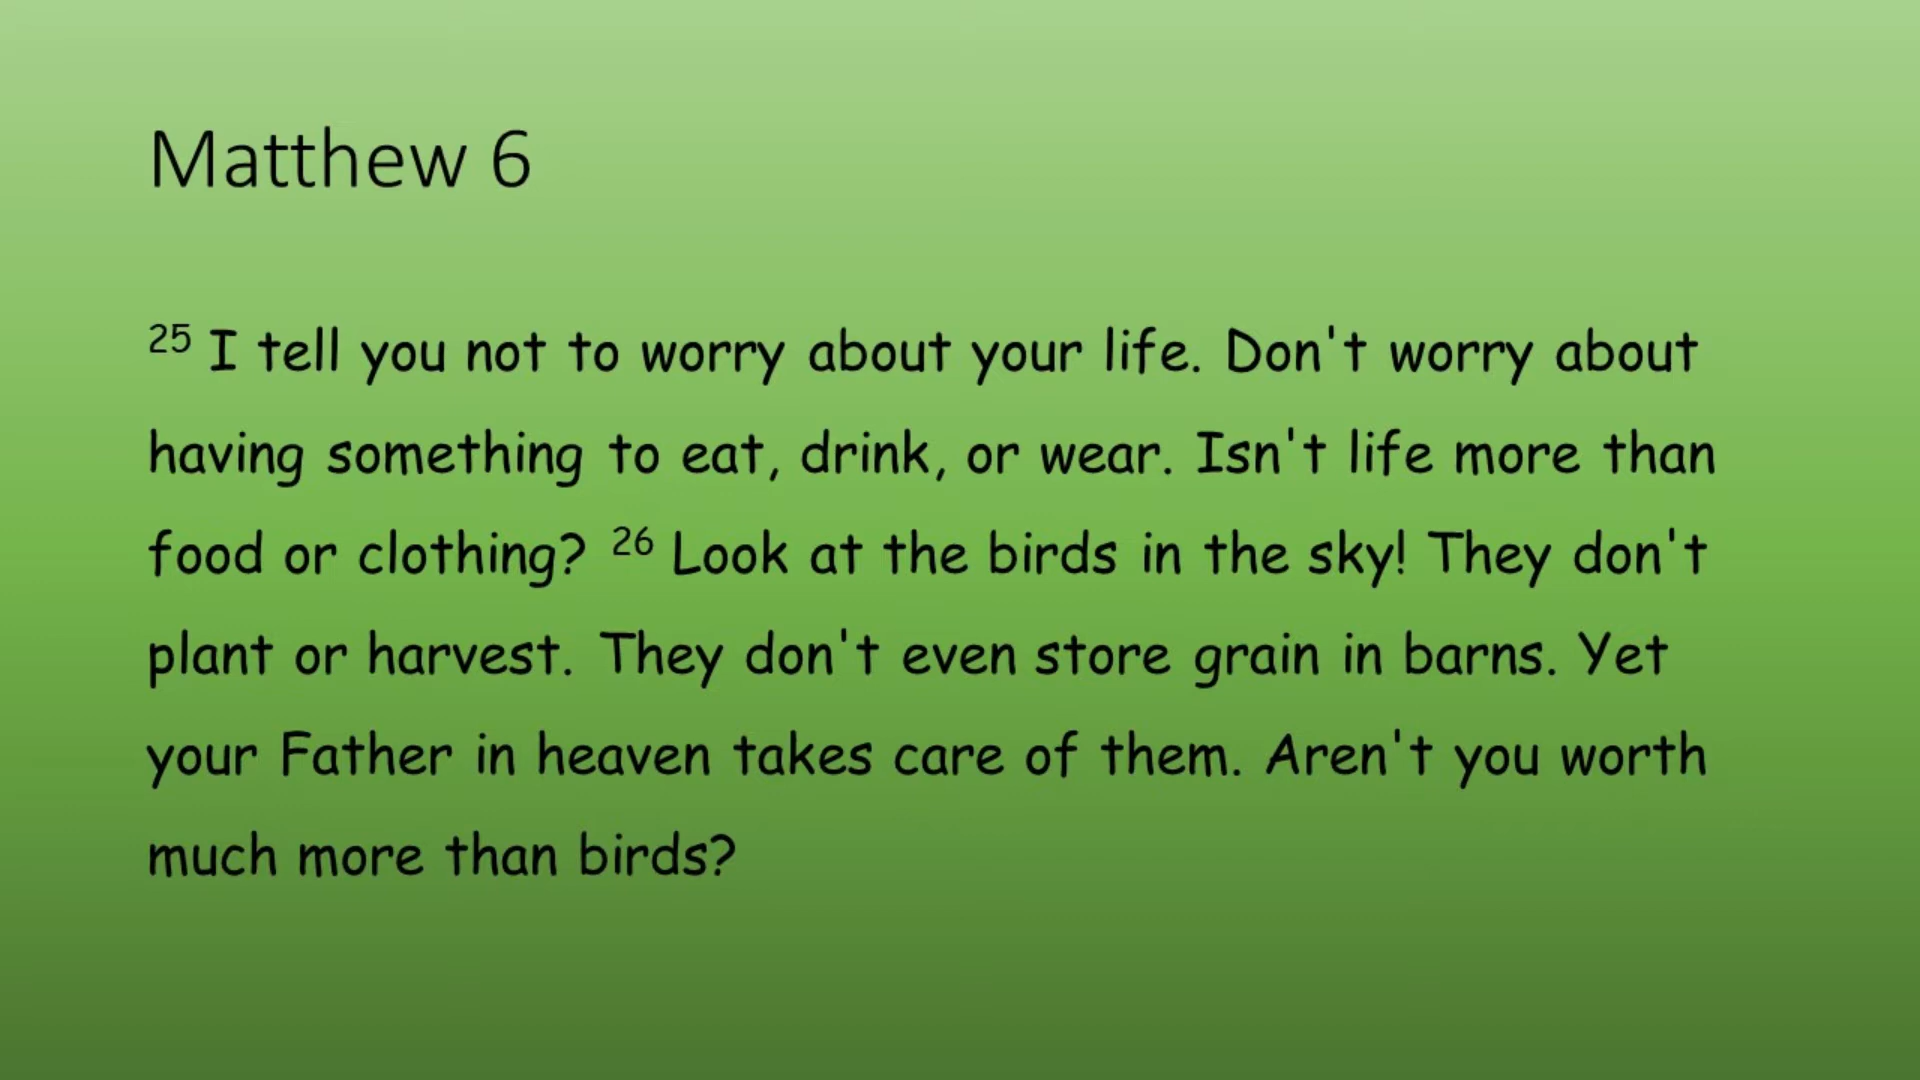 Matthew 6
25 I tell you not to worry about your life. Don't worry about
having something to eat, drink, or wear. Isn't life more than
food or clothing? 26 Look at the birds in the sky! They don't
plant or harvest. They don't even store grain in barns. Yet
your Father in heaven takes care of them. Aren't you worth
much more than birds?